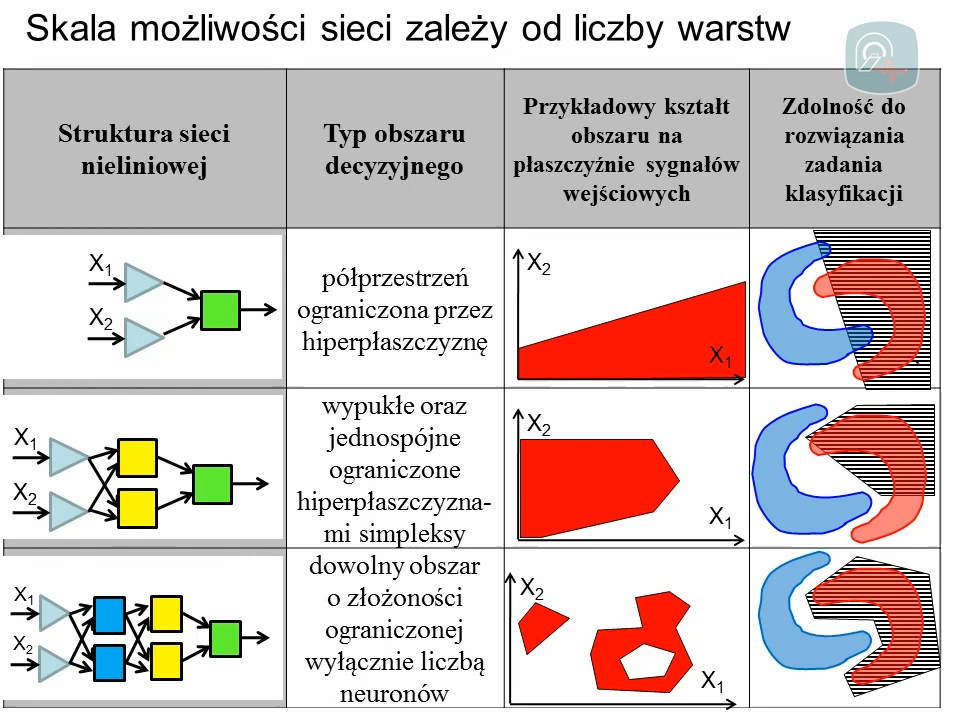 Skala możliwości sieci zależy od liczby warstw
Struktura sieci
nieliniowej
Typ obszaru
decyzyjnego
Przykładowy kształt
obszaru na
płaszczyźnie sygnałów
wejściowych
Zdolność do
rozwiązania
zadania
klasyfikacji
X1
X2
półprzestrzeń
ograniczona przez
hiperpłaszczyznę
X2
X1
X1
X2
wypukłe oraz
jednospójne
ograniczone
hiperpłaszczyzna-
mi simpleksy
X2
X1
X1
X2
dowolny obszar
o złożoności
ograniczonej
wyłącznie liczbą
neuronów
X2
X1